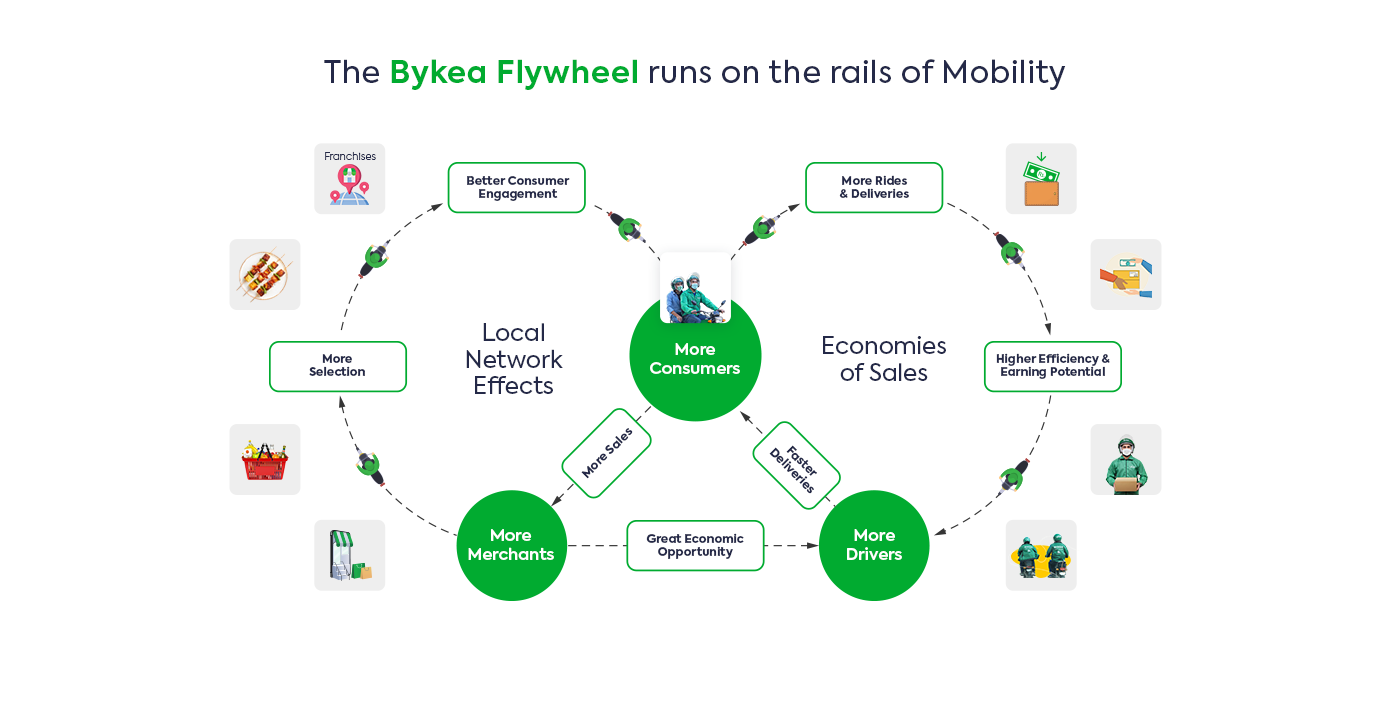 The Bykea Flywheel runs on the rails of Mobility
Franchises
Better Consumer
Engagement
More Rides
& Deliveries
Local
Network
Effects
More
Consumers
Economies
of Sales
More
Selection
Higher Efficiency &
Earning Potential
More Sales
Faster
Deliveries
More
Merchants
Great Economic
Opportunity
More
Drivers